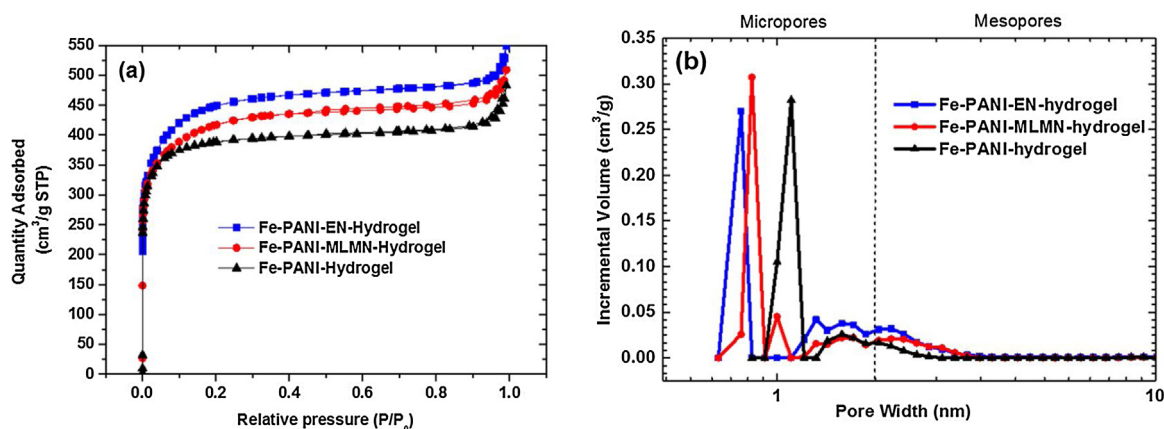 (a)
Quantity Adsorbed
(cm³/g STP)
550
500
450
400
350
300
250
200
150
100
50
0
Fe-PANI-EN-Hydrogel
Fe-PANI-MLMN-Hydrogel
Fe-PANI-Hydrogel
0.0 0.2 0.4 0.6 0.8 1.0
Relative pressure (P/P₀)
Micropores Mesopores
(b)
Incremental Volume (cm³/g)
0.35
0.30
0.25
0.20
0.15
0.10
0.05
0.00
Fe-PANI-EN-hydrogel
Fe-PANI-MLMN-hydrogel
Fe-PANI-hydrogel
1 10
Pore Width (nm)